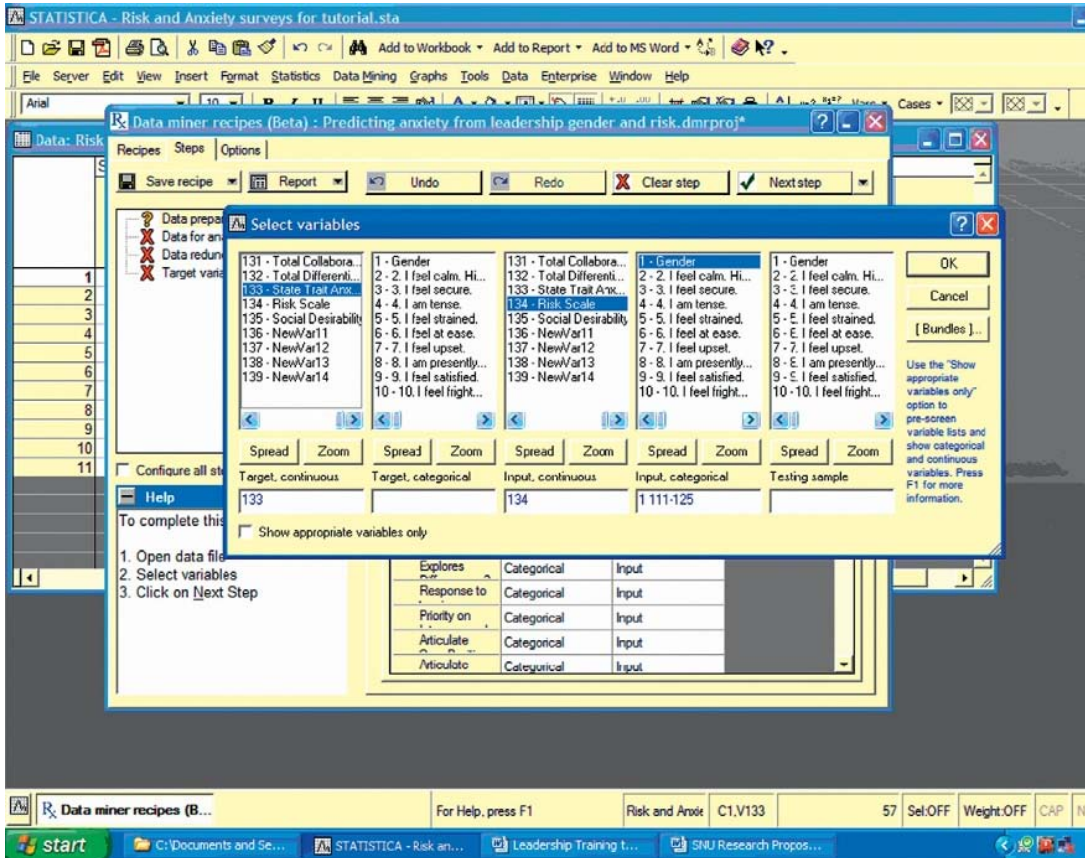 STATISTICA - Risk and Anxiety surveys for tutorial.sta
Add to Workbook Add to Report Add to MS Word
File Server Edit View Insert Format Statistics Data Mining Graphs Tools Data Enterprise Window Help
Arial 10 B I U Vars Cases
Data: Risk
Data miner recipes (Beta) : Predicting anxiety from leadership gender and risk.dmrproj*
Recipes Steps Options
Save recipe Report Undo Redo Clear step Next step
Data prepar
Data for an
Data redun
Target varia
Select variables
131 - Total Collabora...
132 - Total Differenti...
133 - State Trait Anx...
134 - Risk Scale
135 - Social Desirability
136 - NewVar11
137 - NewVar12
138 - NewVar13
139 - NewVar14
1 - Gender
2 - 2. I feel calm. Hi...
3 - 3. I feel secure.
4 - 4. I am tense.
5 - 5. I feel strained.
6 - 6. I feel at ease.
7 - 7. I feel upset.
8 - 8. I am presently...
9 - 9. I feel satisfied.
10 - 10. I feel fright...
131 - Total Collabora...
132 - Total Differenti...
133 - State Trait Anx...
134 - Risk Scale
135 - Social Desirability
136 - NewVar11
137 - NewVar12
138 - NewVar13
139 - NewVar14
1 - Gender
2 - 2. I feel calm. Hi...
3 - 3. I feel secure.
4 - 4. I am tense.
5 - 5. I feel strained.
6 - 6. I feel at ease.
7 - 7. I feel upset.
8 - 8. I am presently...
9 - 9. I feel satisfied.
10 - 10. I feel fright...
1 - Gender
2 - 2. I feel calm. Hi...
3 - 3. I feel secure.
4 - 4. I am tense.
5 - 5. I feel strained.
6 - 6. I feel at ease.
7 - 7. I feel upset.
8 - 8. I am presently...
9 - 9. I feel satisfied.
10 - 10. I feel fright...
Spread Zoom Spread Zoom Spread Zoom Spread Zoom Spread Zoom
Target, continuous Target, categorical Input, continuous Input, categorical Testing sample
133 134 1 111-125
Show appropriate variables only
OK
Cancel
[ Bundles ]...
Use the "Show
appropriate
variables only"
option to
pre-screen
variable lists and
show categorical
and continuous
variables. Press
F1 for more
information.
1
2
3
4
5
6
7
8
9
10
11
Configure all ste
Help
To complete this
1. Open data file
2. Select variables
3. Click on Next Step
Explores Categorical Input
Response to Categorical Input
Priority on Categorical Input
Articulate Categorical Input
Articulate Categorical Input
Data miner recipes (B... For Help, press F1 Risk and Anxie C1,V133 57 Sel:OFF Weight:OFF CAP N
start C:\Documents and Se... STATISTICA - Risk an... Leadership Training t... SNU Research Propos...